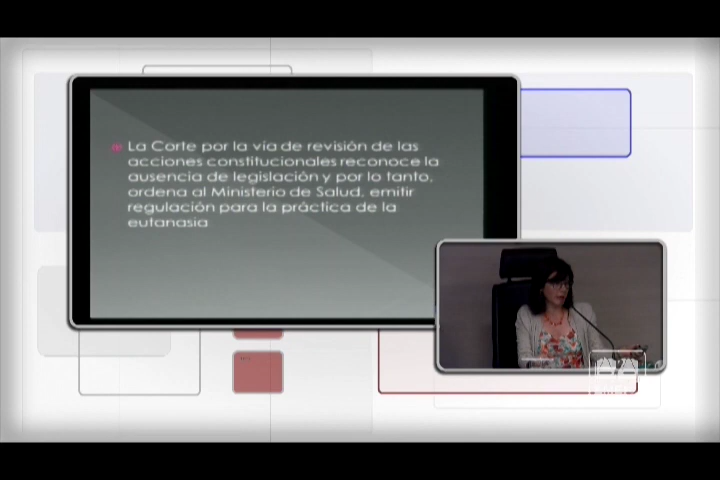 La Corte por la vía de revisión de las
acciones constitucionales reconoce la
ausencia de legislación y por lo tanto,
ordena al Ministerio de Salud, emitir
regulación para la práctica de la
eutanasia